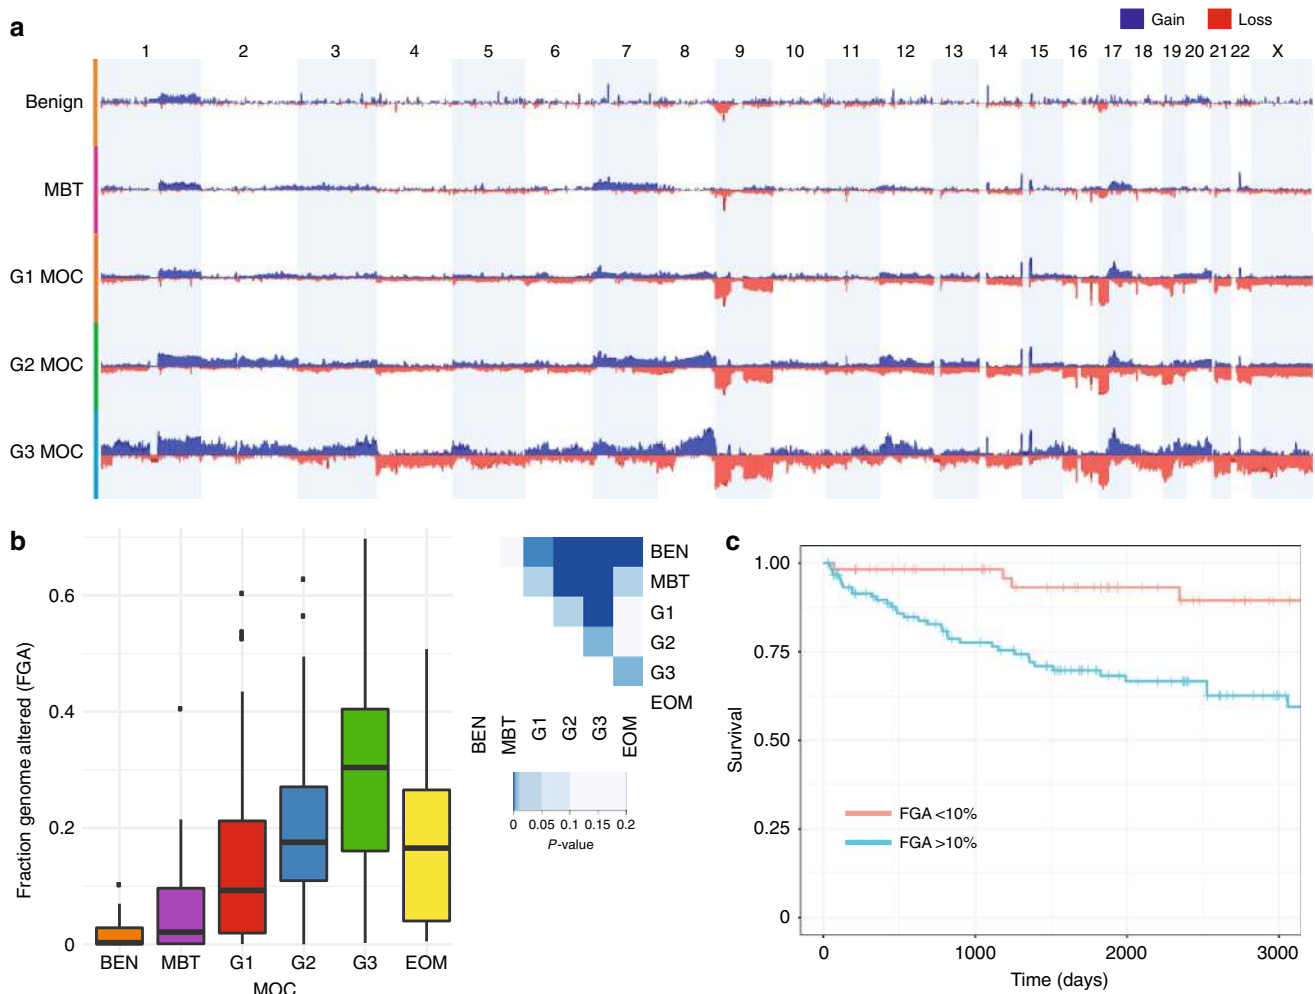 a
Gain Loss
1 2 3 4 5 6 7 8 9 10 11 12 13 14 15 16 17 18 19 20 21 22 X
Benign
MBT
G1 MOC
G2 MOC
G3 MOC
b
Fraction genome altered (FGA)
0.6
0.4
0.2
0
BEN MBT G1 G2 G3 EOM
MOC
BEN
MBT
G1
G2
G3
EOM
BEN MBT G1 G2 G3 EOM
0 0.05 0.1 0.15 0.2
P-value
c
Survival
1.00
0.75
0.50
0.25
0
FGA <10%
FGA >10%
0 1000 2000 3000
Time (days)